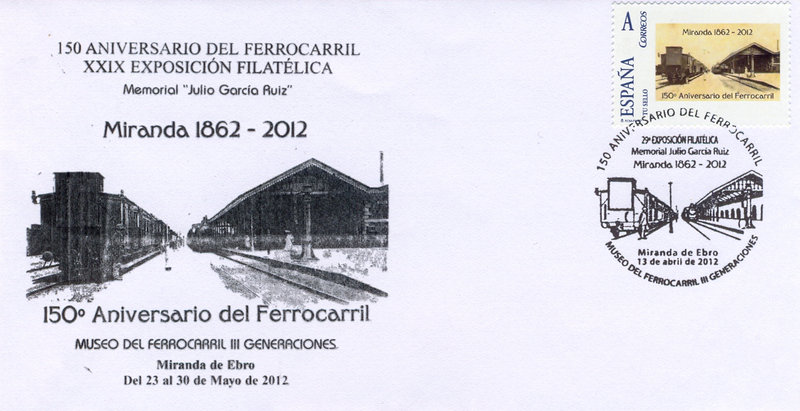 150 ANIVERSARIO DEL FERROCARRIL
XXIX EXPOSICIÓN FILATÉLICA
Memorial "Julio García Ruiz"
Miranda 1862 - 2012
150º Aniversario del Ferrocarril
MUSEO DEL FERROCARRIL III GENERACIONES
Miranda de Ebro
Del 23 al 30 de Mayo de 2012
A
CORREOS
ESPAÑA
TU SELLO
Miranda 1862 - 2012
150º Aniversario del Ferrocarril
150 ANIVERSARIO DEL FERROCARRIL
29ª EXPOSICIÓN FILATÉLICA
Memorial Julio García Ruiz
Miranda 1862 - 2012
Miranda de Ebro
13 de abril de 2012
MUSEO DEL FERROCARRIL III GENERACIONES